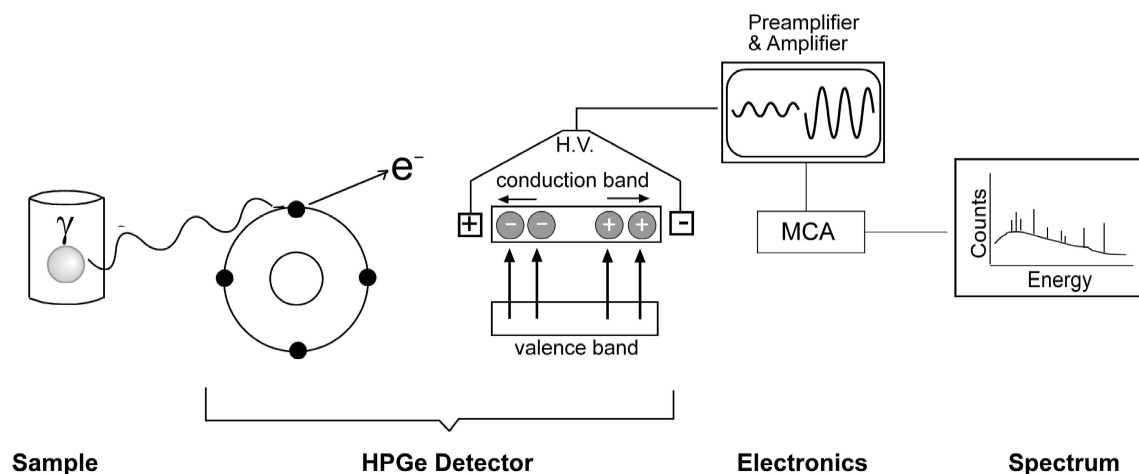 Preamplifier
& Amplifier
γ
e⁻
H.V.
conduction band
+
− − + +
-
valence band
MCA
Counts
Energy
Sample
HPGe Detector
Electronics
Spectrum